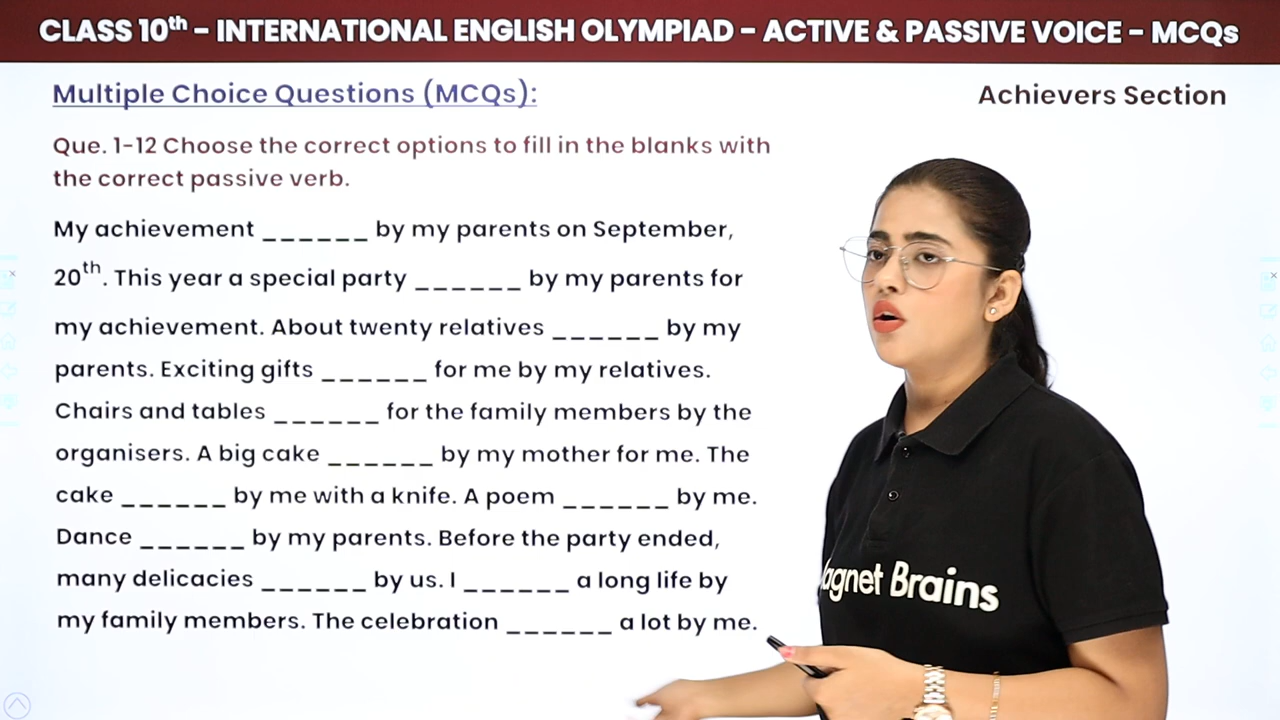 CLASS 10th – INTERNATIONAL ENGLISH OLYMPIAD – ACTIVE & PASSIVE VOICE – MCQs
Multiple Choice Questions (MCQs):
Achievers Section
Que. 1-12 Choose the correct options to fill in the blanks with
the correct passive verb.
My achievement ______ by my parents on September,
20th. This year a special party ______ by my parents for
my achievement. About twenty relatives ______ by my
parents. Exciting gifts ______ for me by my relatives.
Chairs and tables ______ for the family members by the
organisers. A big cake ______ by my mother for me. The
cake ______ by me with a knife. A poem ______ by me.
Dance ______ by my parents. Before the party ended,
many delicacies ______ by us. I ______ a long life by
my family members. The celebration ______ a lot by me.
agnet Brains